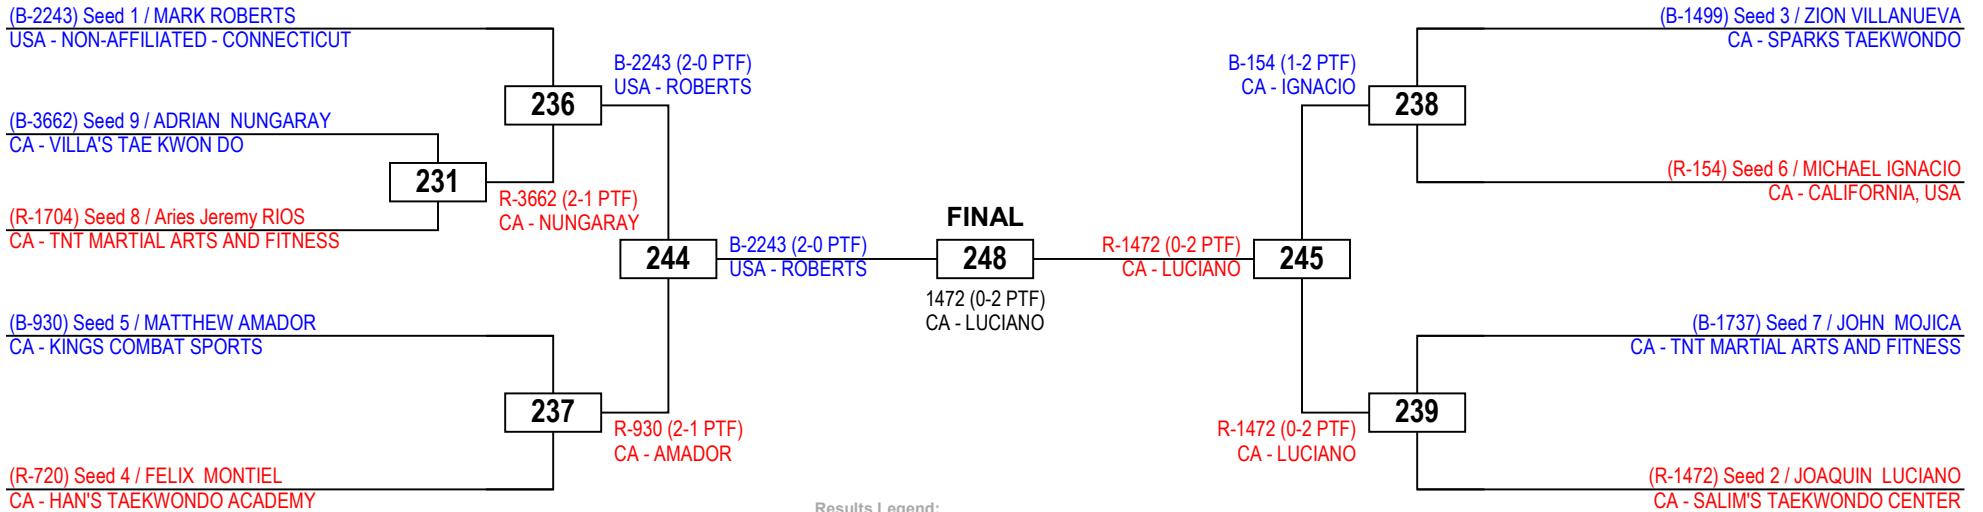 (B-2243) Seed 1 / MARK ROBERTS
USA - NON-AFFILIATED - CONNECTICUT
(B-3662) Seed 9 / ADRIAN  NUNGARAY
CA - VILLA'S TAE KWON DO
(R-1704) Seed 8 / Aries Jeremy RIOS
CA - TNT MARTIAL ARTS AND FITNESS
(B-930) Seed 5 / MATTHEW AMADOR
CA - KINGS COMBAT SPORTS
(R-720) Seed 4 / FELIX  MONTIEL
CA - HAN'S TAEKWONDO ACADEMY
231
R-3662 (2-1 PTF)
CA - NUNGARAY
236
B-2243 (2-0 PTF)
USA - ROBERTS
237
R-930 (2-1 PTF)
CA - AMADOR
244
B-2243 (2-0 PTF)
USA - ROBERTS
FINAL
248
1472 (0-2 PTF)
CA - LUCIANO
R-1472 (0-2 PTF)
CA - LUCIANO
245
B-154 (1-2 PTF)
CA - IGNACIO
238
R-1472 (0-2 PTF)
CA - LUCIANO
239
(B-1499) Seed 3 / ZION VILLANUEVA
CA - SPARKS TAEKWONDO
(R-154) Seed 6 / MICHAEL IGNACIO
CA - CALIFORNIA, USA
(B-1737) Seed 7 / JOHN  MOJICA
CA - TNT MARTIAL ARTS AND FITNESS
(R-1472) Seed 2 / JOAQUIN  LUCIANO
CA - SALIM'S TAEKWONDO CENTER
Results Legend: